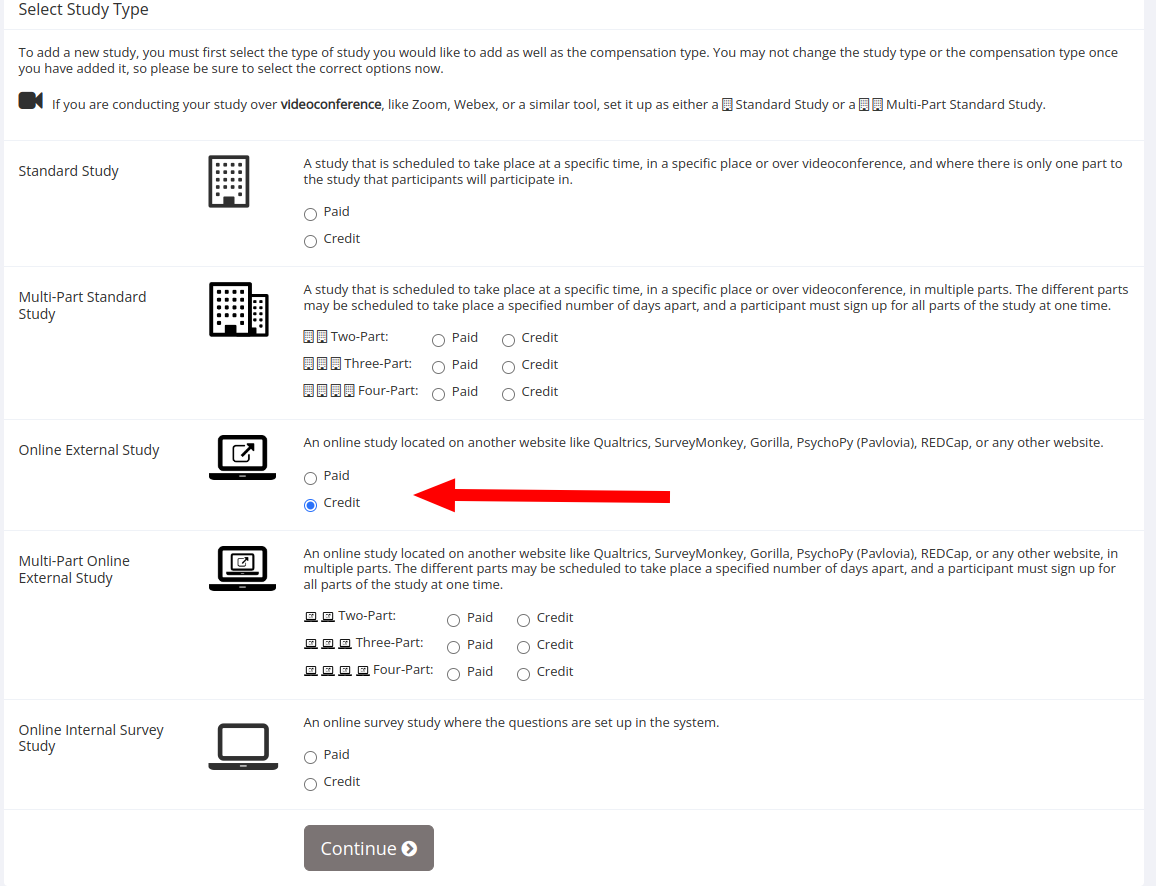 Select Study Type
To add a new study, you must first select the type of study you would like to add as well as the compensation type. You may not change the study type or the compensation type once
you have added it, so please be sure to select the correct options now.
If you are conducting your study over videoconference, like Zoom, Webex, or a similar tool, set it up as either a Standard Study or a Multi-Part Standard Study.
Standard Study
A study that is scheduled to take place at a specific time, in a specific place or over videoconference, and where there is only one part to
the study that participants will participate in.
Paid
Credit
Multi-Part Standard
Study
A study that is scheduled to take place at a specific time, in a specific place or over videoconference, in multiple parts. The different parts
may be scheduled to take place a specified number of days apart, and a participant must sign up for all parts of the study at one time.
Two-Part: Paid Credit
Three-Part: Paid Credit
Four-Part: Paid Credit
Online External Study
An online study located on another website like Qualtrics, SurveyMonkey, Gorilla, PsychoPy (Pavlovia), REDCap, or any other website.
Paid
Credit
Multi-Part Online
External Study
An online study located on another website like Qualtrics, SurveyMonkey, Gorilla, PsychoPy (Pavlovia), REDCap, or any other website, in
multiple parts. The different parts may be scheduled to take place a specified number of days apart, and a participant must sign up for
all parts of the study at one time.
Two-Part: Paid Credit
Three-Part: Paid Credit
Four-Part: Paid Credit
Online Internal Survey
Study
An online survey study where the questions are set up in the system.
Paid
Credit
Continue